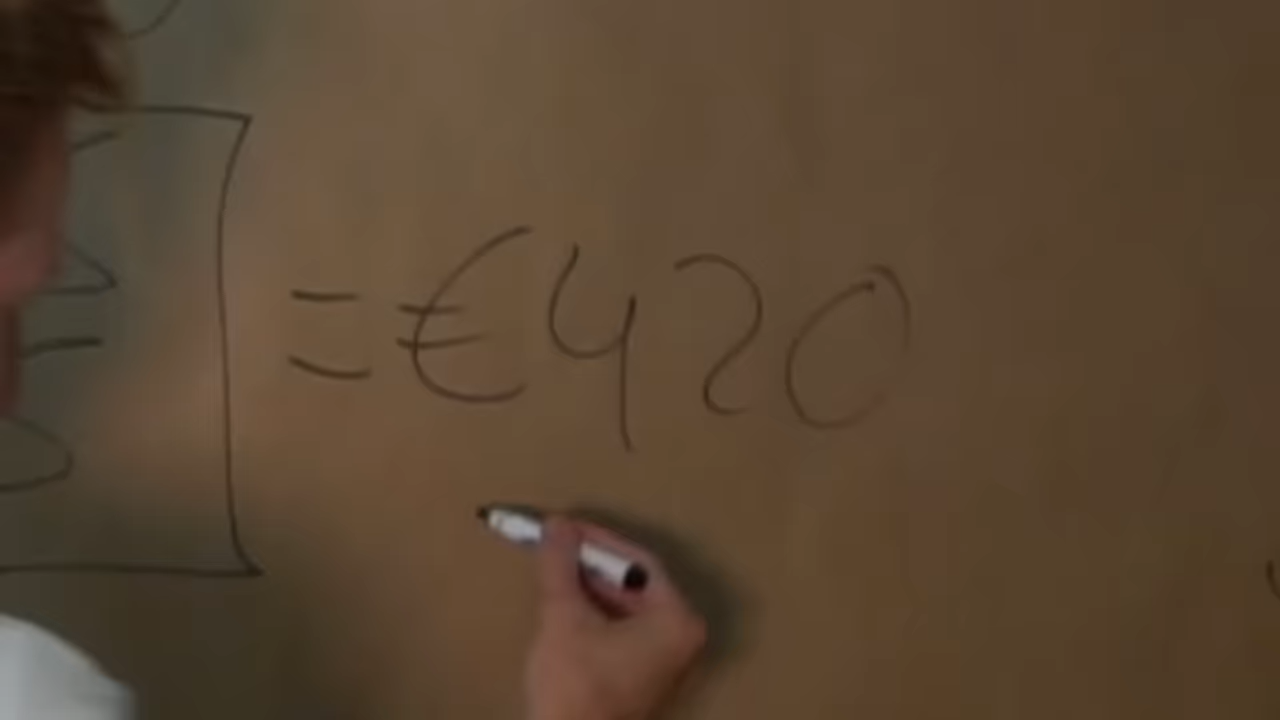 = €420